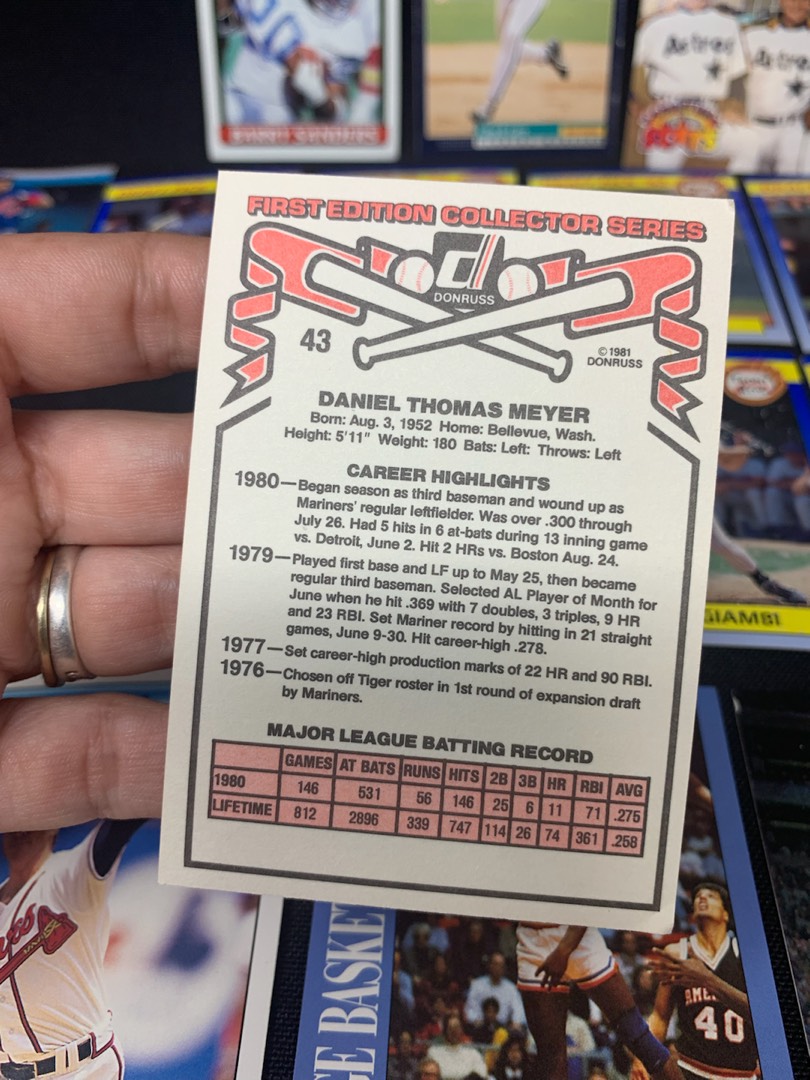 BARRY SANDERS
Astros
Astros
FIRST EDITION COLLECTOR SERIES
d
DONRUSS
43
©1981
DONRUSS
DANIEL THOMAS MEYER
Born: Aug. 3, 1952 Home: Bellevue, Wash.
Height: 5'11" Weight: 180 Bats: Left: Throws: Left
CAREER HIGHLIGHTS
1980—Began season as third baseman and wound up as
Mariners' regular leftfielder. Was over .300 through
July 26. Had 5 hits in 6 at-bats during 13 inning game
vs. Detroit, June 2. Hit 2 HRs vs. Boston Aug. 24.
1979—Played first base and LF up to May 25, then became
regular third baseman. Selected AL Player of Month for
June when he hit .369 with 7 doubles, 3 triples, 9 HR
and 23 RBI. Set Mariner record by hitting in 21 straight
games, June 9-30. Hit career-high .278.
1977—Set career-high production marks of 22 HR and 90 RBI.
1976—Chosen off Tiger roster in 1st round of expansion draft
by Mariners.
MAJOR LEAGUE BATTING RECORD
GAMES AT BATS RUNS HITS 2B 3B HR RBI AVG
1980 146 531 56 146 25 6 11 71 .275
LIFETIME 812 2896 339 747 114 26 74 361 .258
GIAMBI
GE BASKE
40